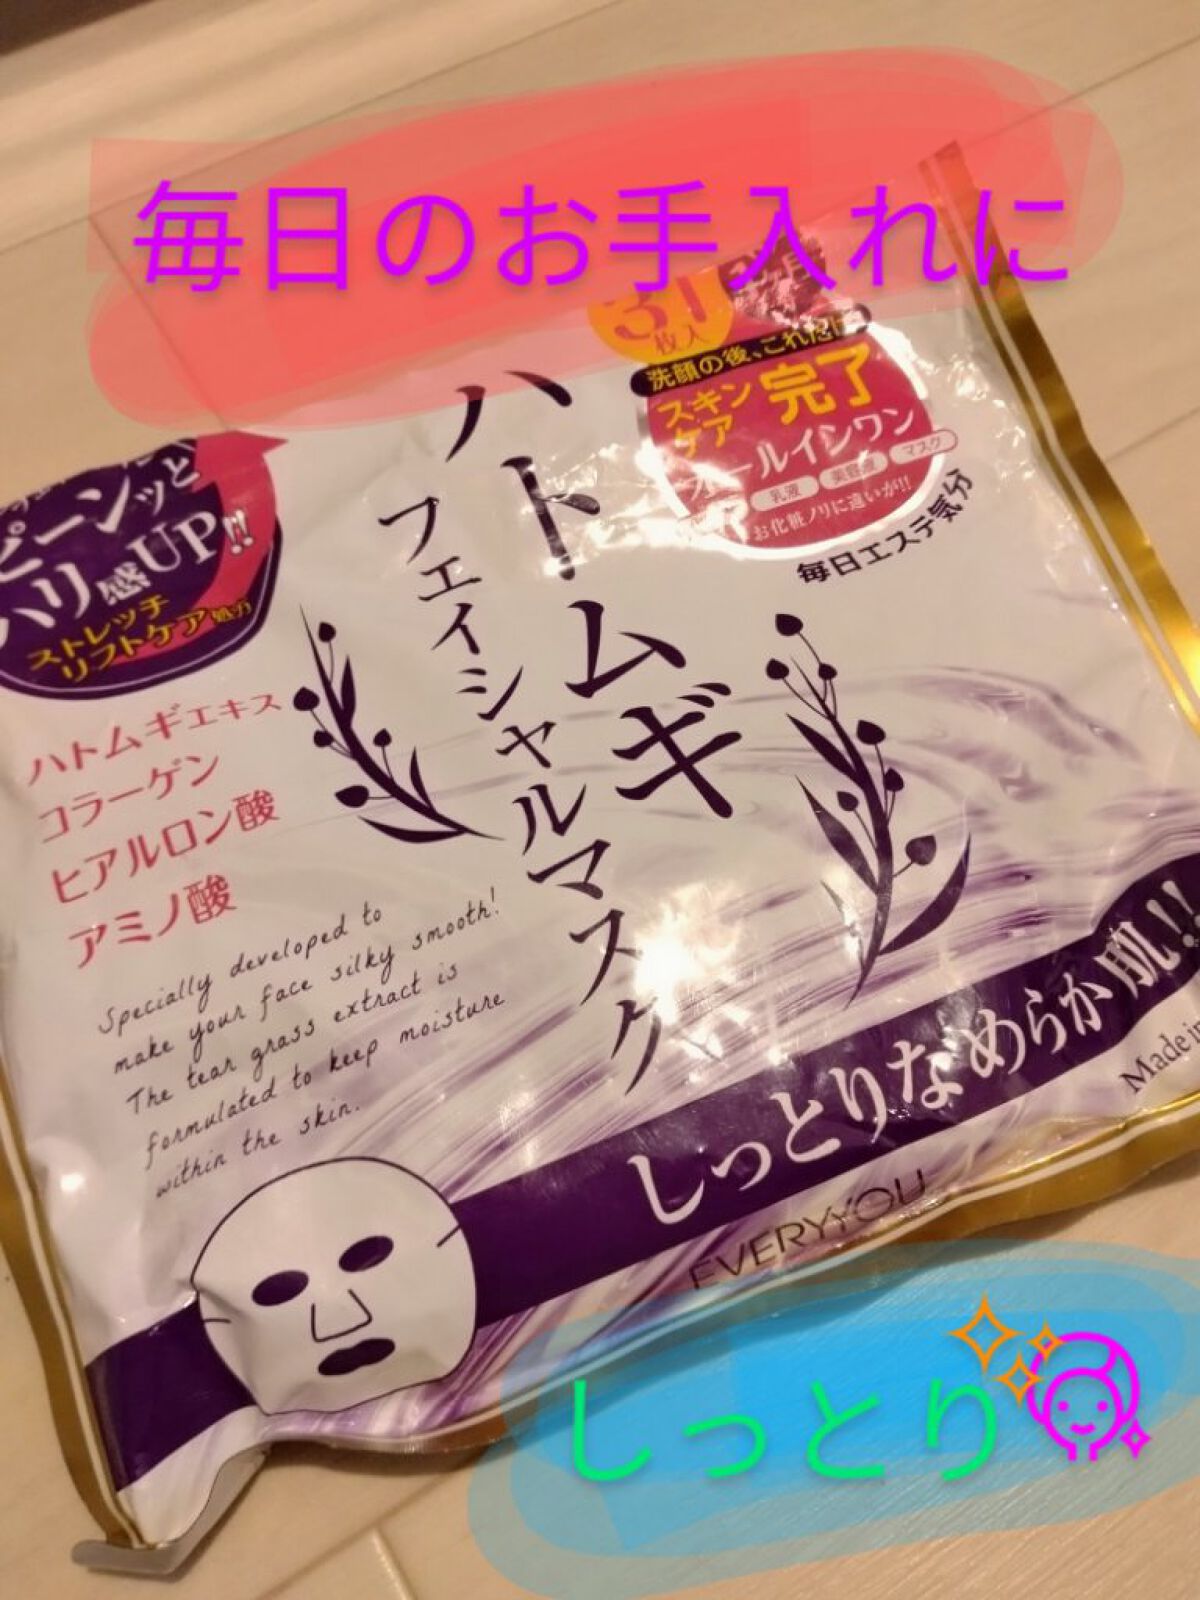 毎日のお手入れに
31
枚入
洗顔の後、これだけ
スキン
ケア
完了
オールインワン
乳液
美容液
マスク
お化粧ノリに違いが!!
毎日エステ気分
ピーンッと
ハリ感UP!!
ストレッチ
リフトケア処方
ハトムギ
フェイシャルマスク
ハトムギエキス
コラーゲン
ヒアルロン酸
アミノ酸
Specially developed to
make your face silky smooth!
The tear grass extract is
formulated to keep moisture
within the skin.
しっとりなめらか肌!!
Made in
EVERYYOU
しっとり